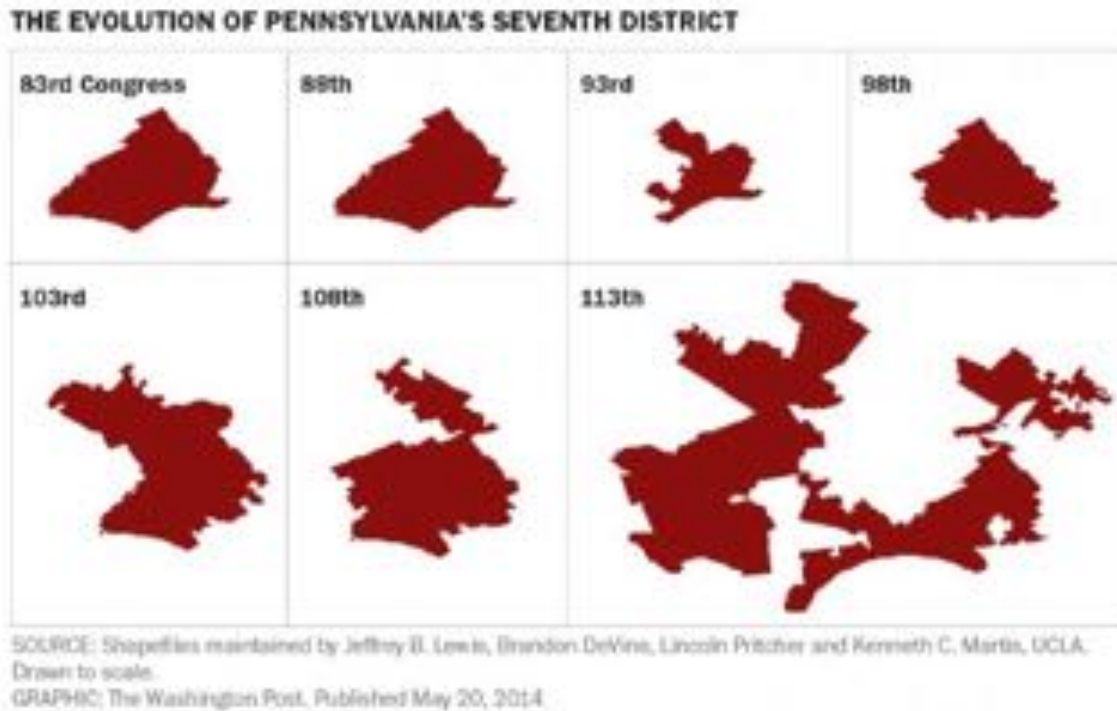 THE EVOLUTION OF PENNSYLVANIA'S SEVENTH DISTRICT
83rd Congress
88th
93rd
98th
103rd
108th
113th
SOURCE: Shapefiles maintained by Jeffrey B. Lewis, Brandon DeVine, Lincoln Pritcher and Kenneth C. Martis, UCLA.
Drawn to scale.
GRAPHIC: The Washington Post. Published May 20, 2014